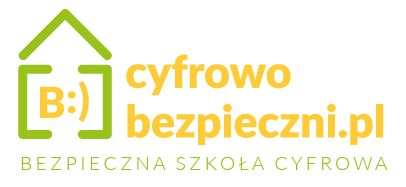 B:)
cyfrowo
bezpieczni.pl
BEZPIECZNA SZKOŁA CYFROWA